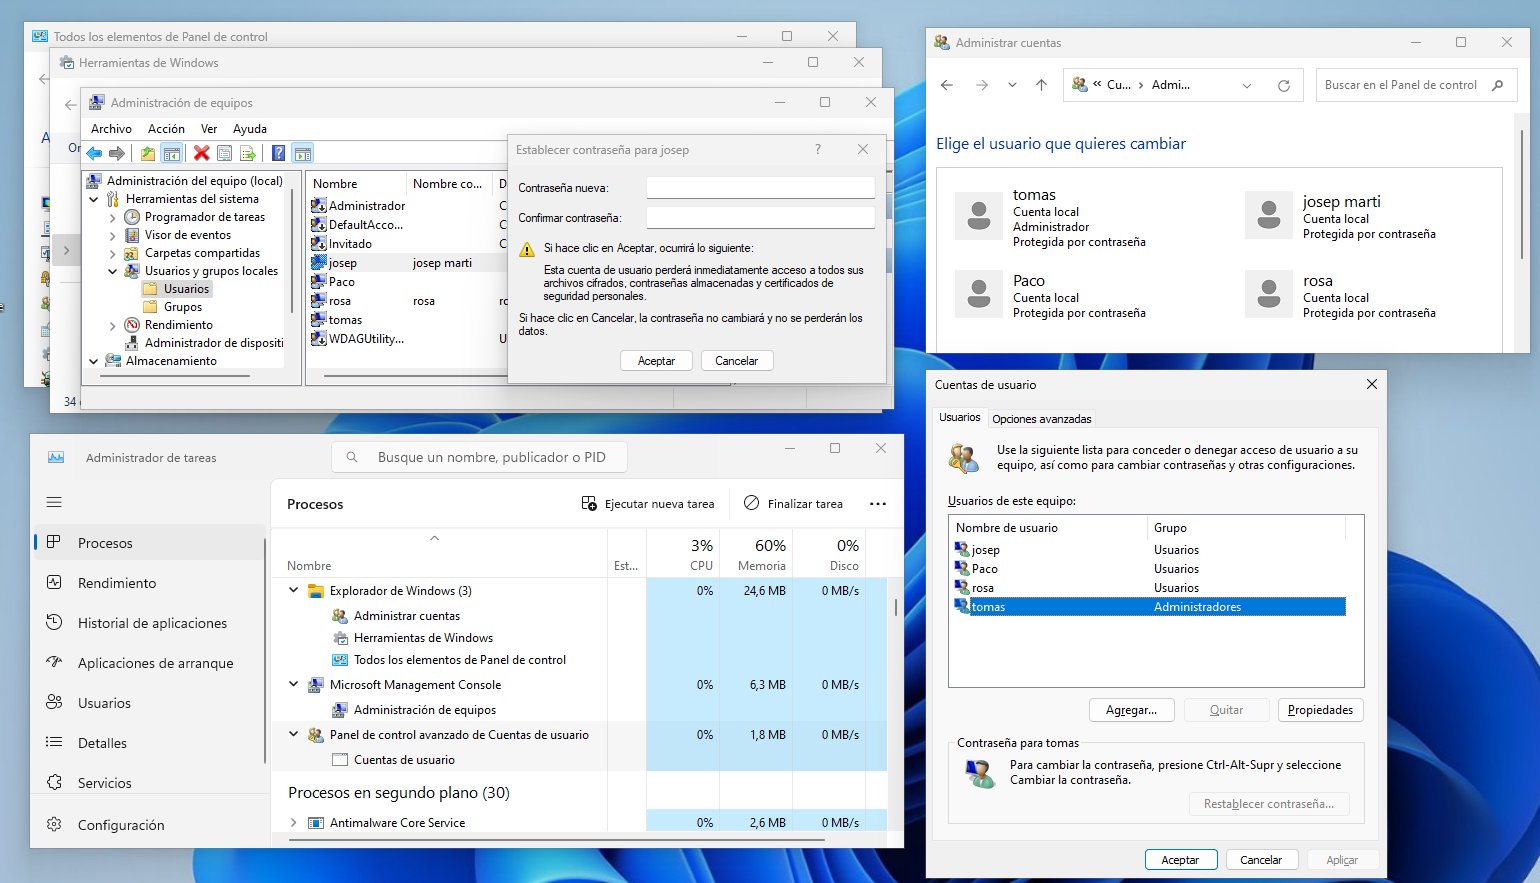 Todos los elementos de Panel de control
Herramientas de Windows
Administración de equipos
Archivo Acción Ver Ayuda
Administración del equipo (local)
Herramientas del sistema
Programador de tareas
Visor de eventos
Carpetas compartidas
Usuarios y grupos locales
Usuarios
Grupos
Rendimiento
Administrador de dispositi
Almacenamiento
Nombre Nombre co... D
Administrador C
DefaultAcco... C
Invitado C
josep josep marti
Paco
rosa rosa ro
tomas
WDAGUtility... U
34
Establecer contraseña para josep
Contraseña nueva:
Confirmar contraseña:
Si hace clic en Aceptar, ocurrirá lo siguiente:
Esta cuenta de usuario perderá inmediatamente acceso a todos sus
archivos cifrados, contraseñas almacenadas y certificados de
seguridad personales.
Si hace clic en Cancelar, la contraseña no cambiará y no se perderán los
datos.
Aceptar Cancelar
Administrar cuentas
« Cu... › Admi...
Buscar en el Panel de control
Elige el usuario que quieres cambiar
tomas
Cuenta local
Administrador
Protegida por contraseña
josep marti
Cuenta local
Protegida por contraseña
Paco
Cuenta local
Protegida por contraseña
rosa
Cuenta local
Protegida por contraseña
Administrador de tareas
Busque un nombre, publicador o PID
Procesos
Rendimiento
Historial de aplicaciones
Aplicaciones de arranque
Usuarios
Detalles
Servicios
Configuración
Procesos
Ejecutar nueva tarea
Finalizar tarea
3% 60% 0%
Nombre Est... CPU Memoria Disco
Explorador de Windows (3) 0% 24,6 MB 0 MB/s
Administrar cuentas
Herramientas de Windows
Todos los elementos de Panel de control
Microsoft Management Console 0% 6,3 MB 0 MB/s
Administración de equipos
Panel de control avanzado de Cuentas de usuario 0% 1,8 MB 0 MB/s
Cuentas de usuario
Procesos en segundo plano (30)
Antimalware Core Service 0% 2,6 MB 0 MB/s
Cuentas de usuario
Usuarios Opciones avanzadas
Use la siguiente lista para conceder o denegar acceso de usuario a su
equipo, así como para cambiar contraseñas y otras configuraciones.
Usuarios de este equipo:
Nombre de usuario Grupo
josep Usuarios
Paco Usuarios
rosa Usuarios
tomas Administradores
Agregar... Quitar Propiedades
Contraseña para tomas
Para cambiar la contraseña, presione Ctrl-Alt-Supr y seleccione
Cambiar la contraseña.
Restablecer contraseña...
Aceptar Cancelar Aplicar